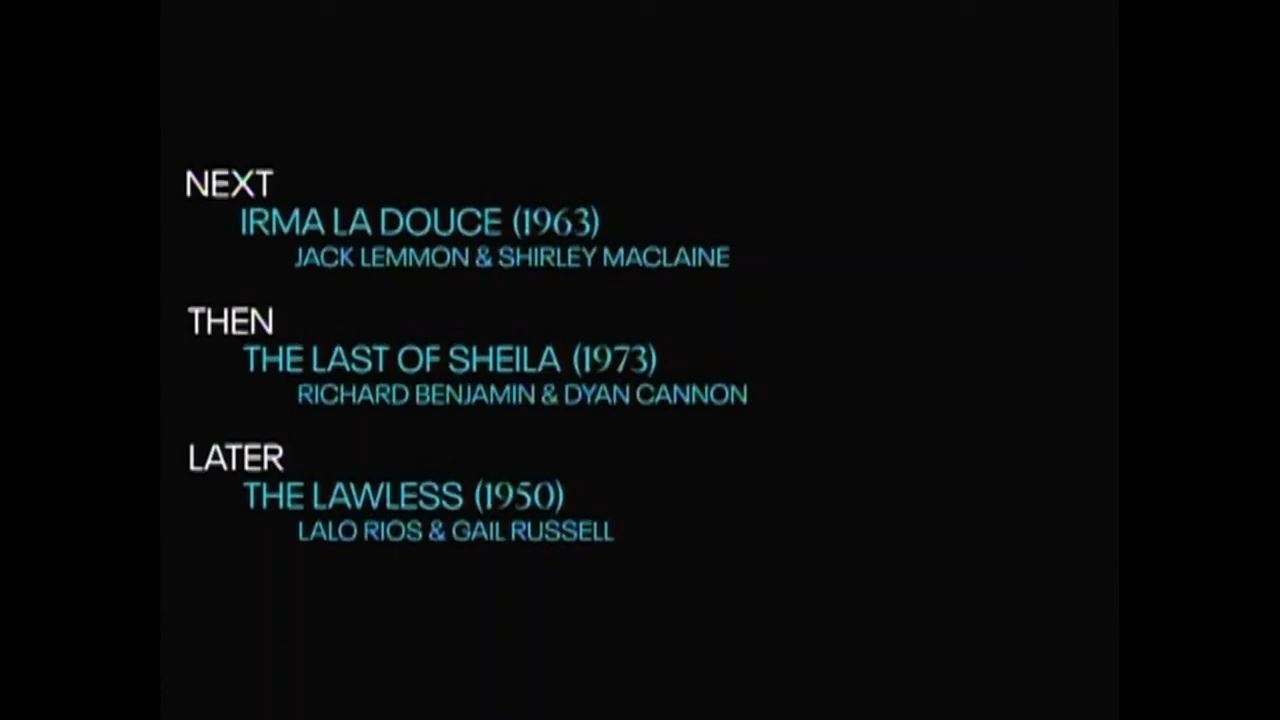 NEXT
IRMA LA DOUCE (1963)
JACK LEMMON & SHIRLEY MACLAINE
THEN
THE LAST OF SHEILA (1973)
RICHARD BENJAMIN & DYAN CANNON
LATER
THE LAWLESS (1950)
LALO RIOS & GAIL RUSSELL